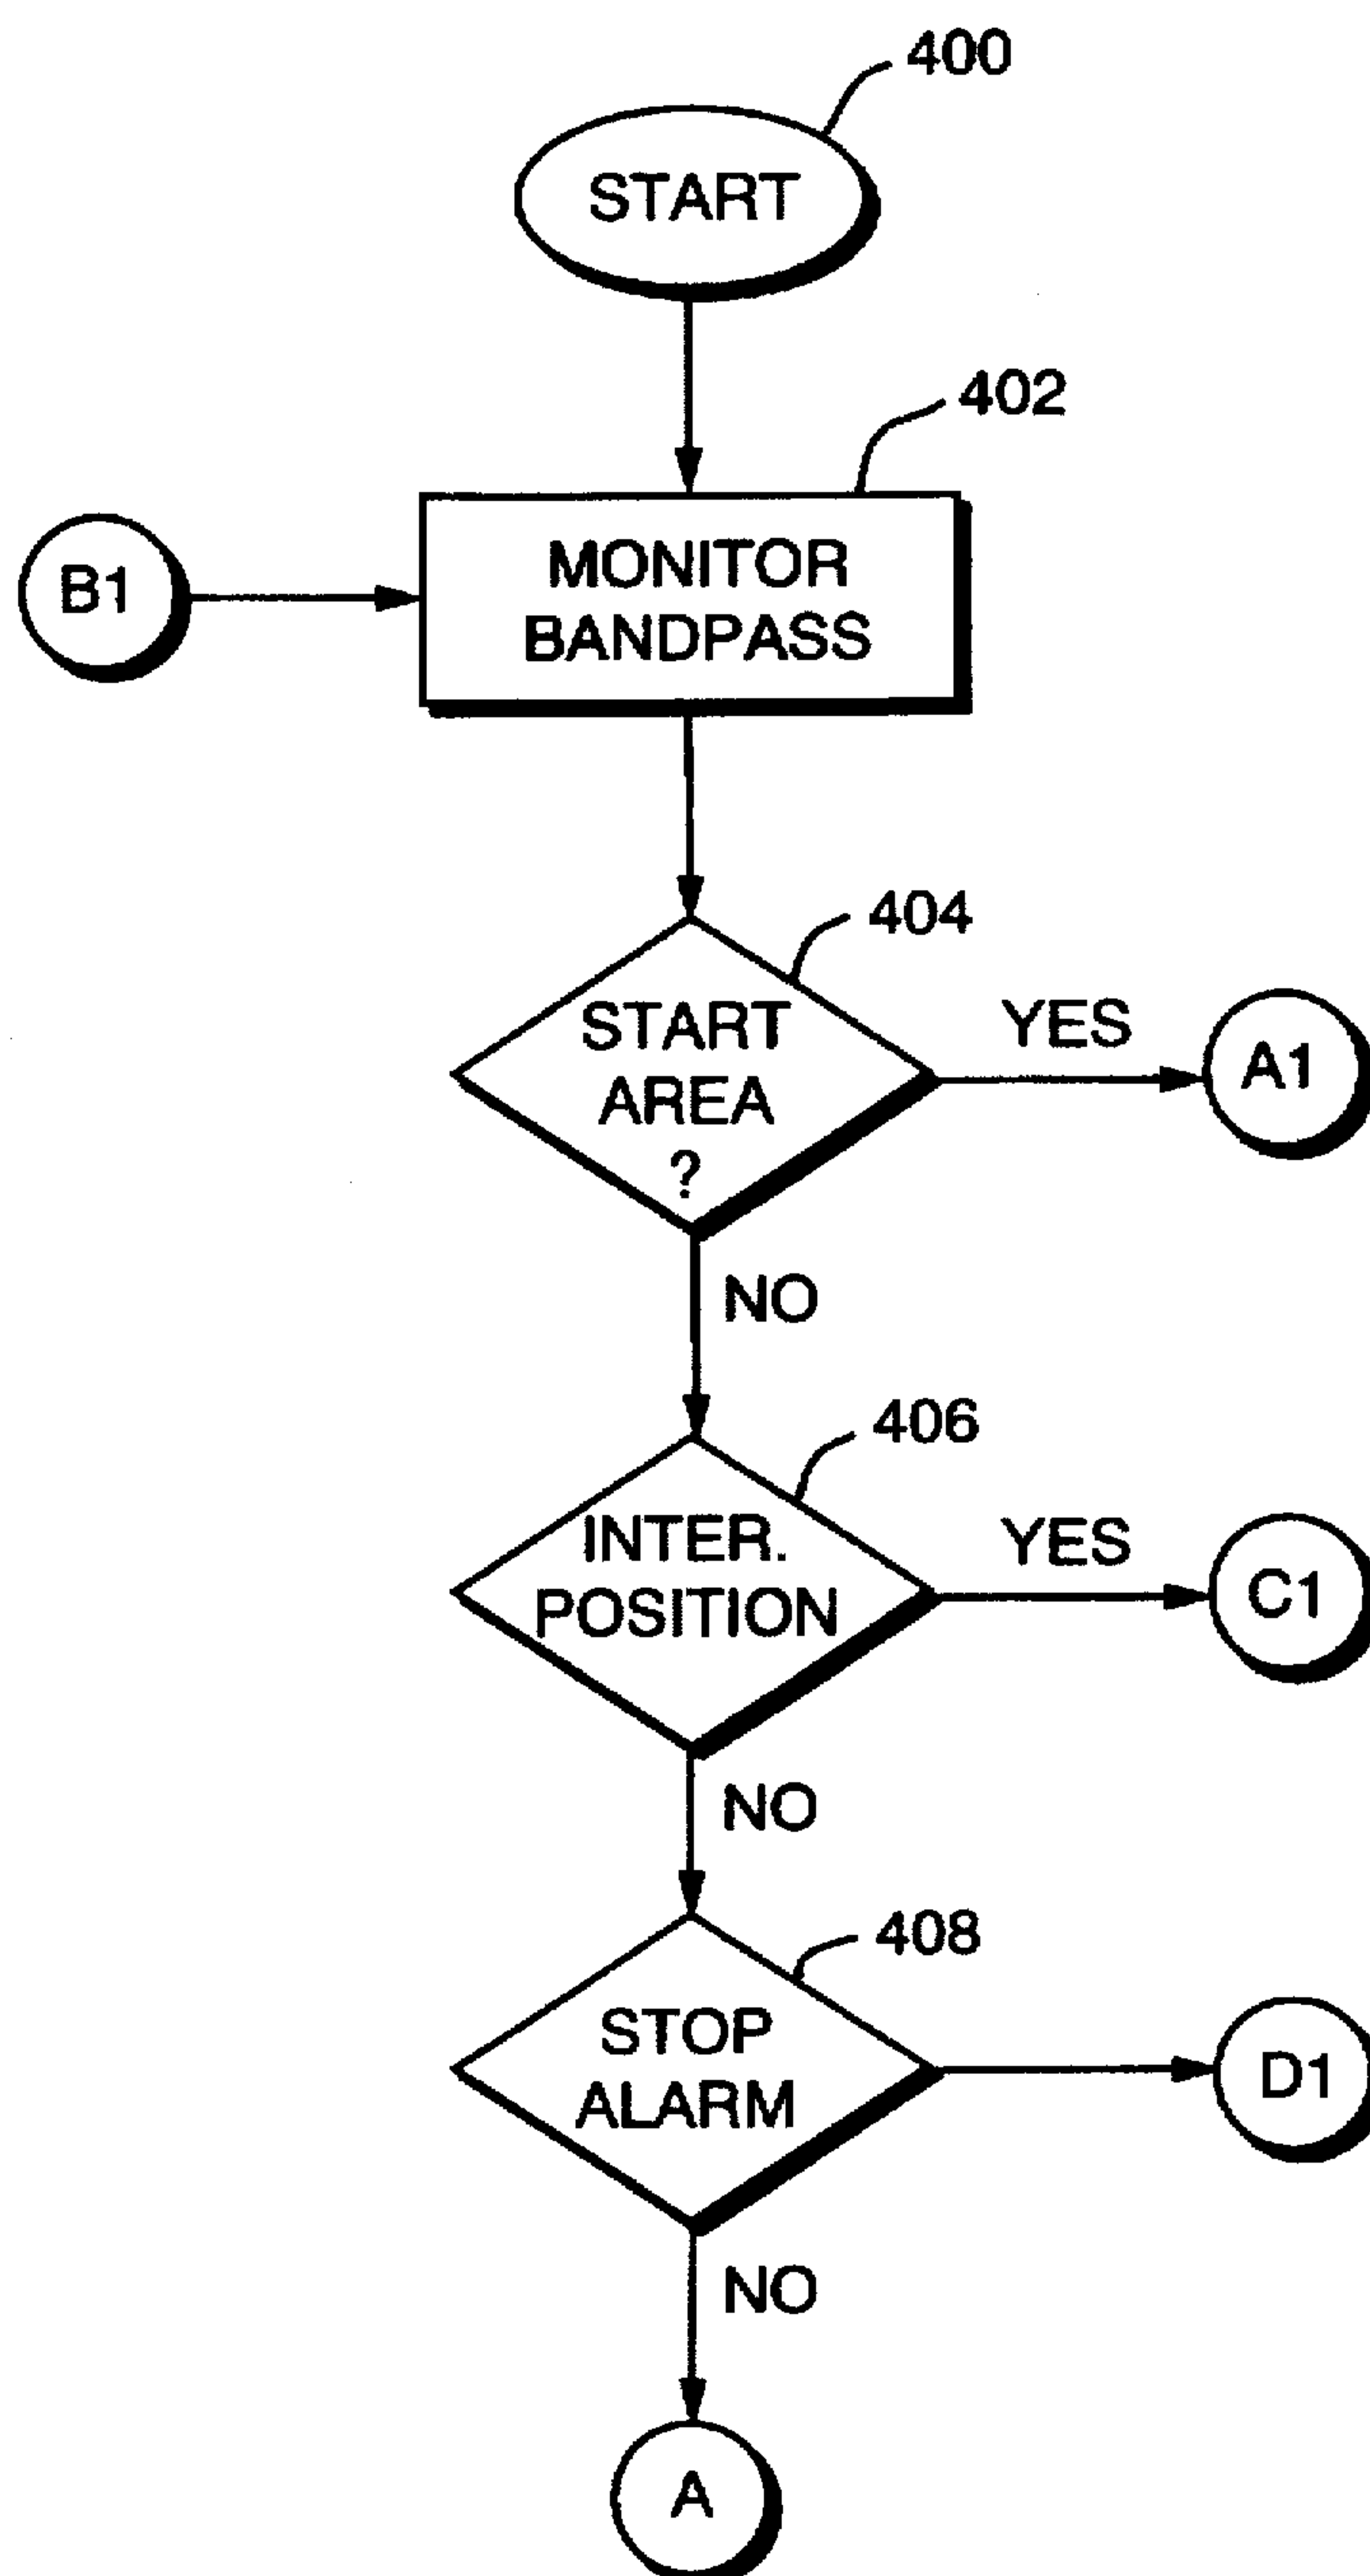 400
START
402
B1
MONITOR
BANDPASS
404
START
AREA
?
YES
A1
NO
406
INTER.
POSITION
YES
C1
NO
408
STOP
ALARM
D1
NO
A